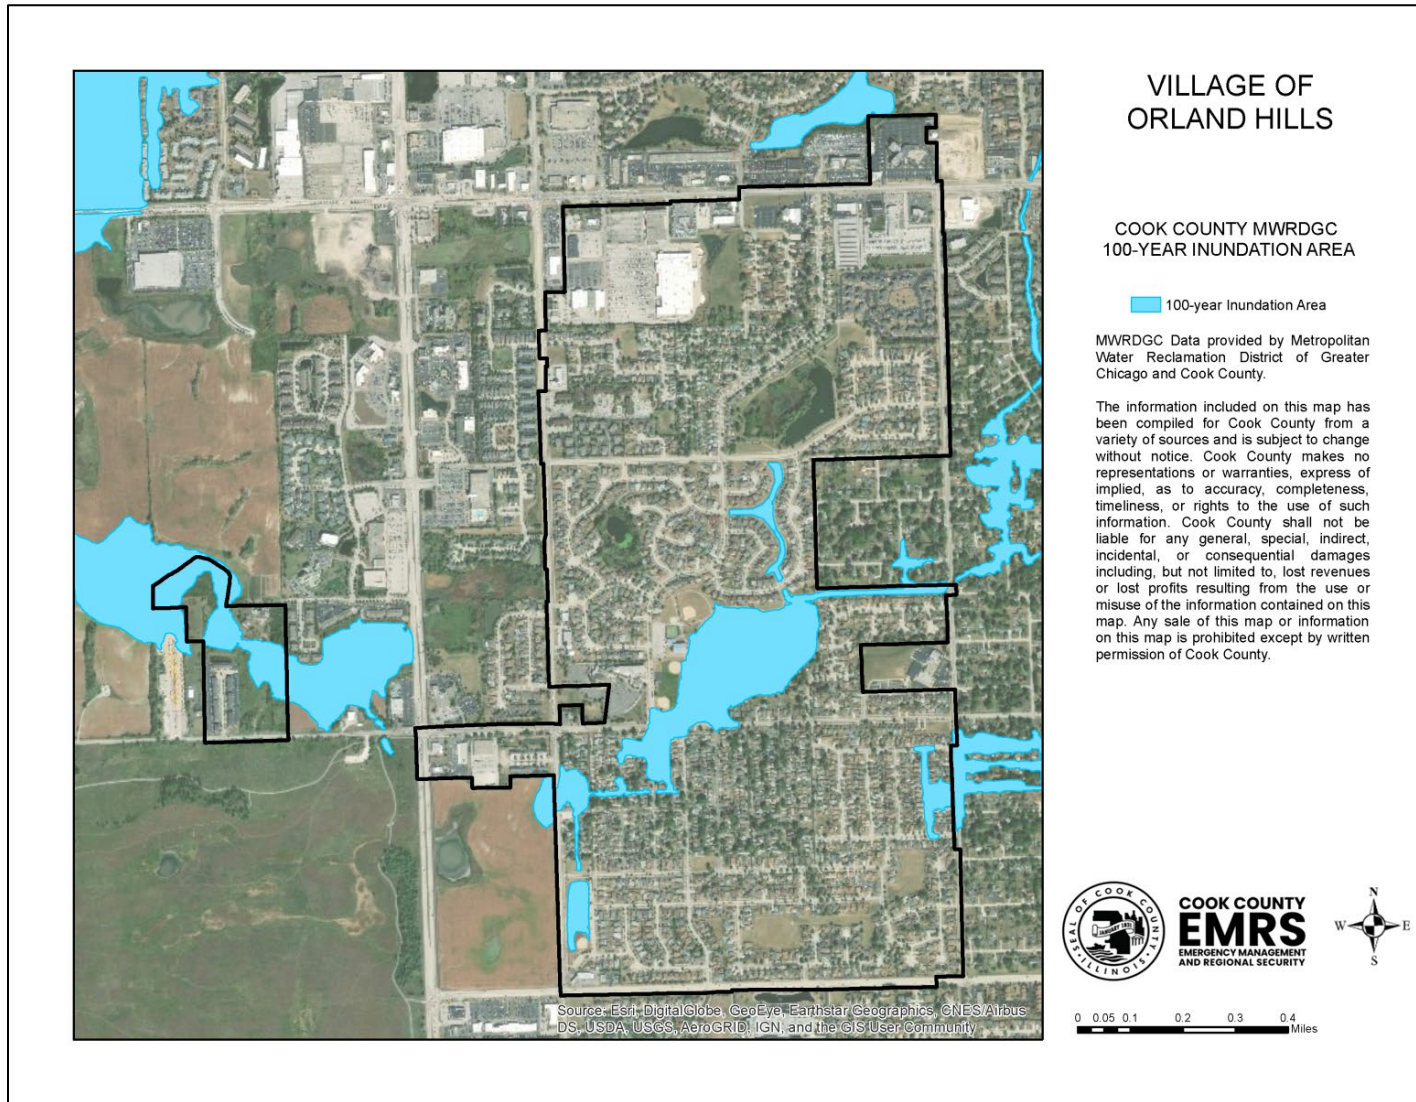 VILLAGE OF
ORLAND HILLS
COOK COUNTY MWRDGC
100-YEAR INUNDATION AREA
100-year Inundation Area
MWRDGC Data provided by Metropolitan
Water Reclamation District of Greater
Chicago and Cook County.
The information included on this map has
been compiled for Cook County from a
variety of sources and is subject to change
without notice. Cook County makes no
representations or warranties, express of
implied, as to accuracy, completeness,
timeliness, or rights to the use of such
information. Cook County shall not be
liable for any general, special, indirect,
incidental, or consequential damages
including, but not limited to, lost revenues
or lost profits resulting from the use or
misuse of the information contained on this
map. Any sale of this map or information
on this map is prohibited except by written
permission of Cook County.
SEAL OF COOK COUNTY
JANUARY 1831
ILLINOIS
COOK COUNTY
EMRS
EMERGENCY MANAGEMENT
AND REGIONAL SECURITY
N
W E
S
0 0.05 0.1 0.2 0.3 0.4
Miles
Source: Esri, DigitalGlobe, GeoEye, Earthstar Geographics, CNES/Airbus
DS, USDA, USGS, AeroGRID, IGN, and the GIS User Community